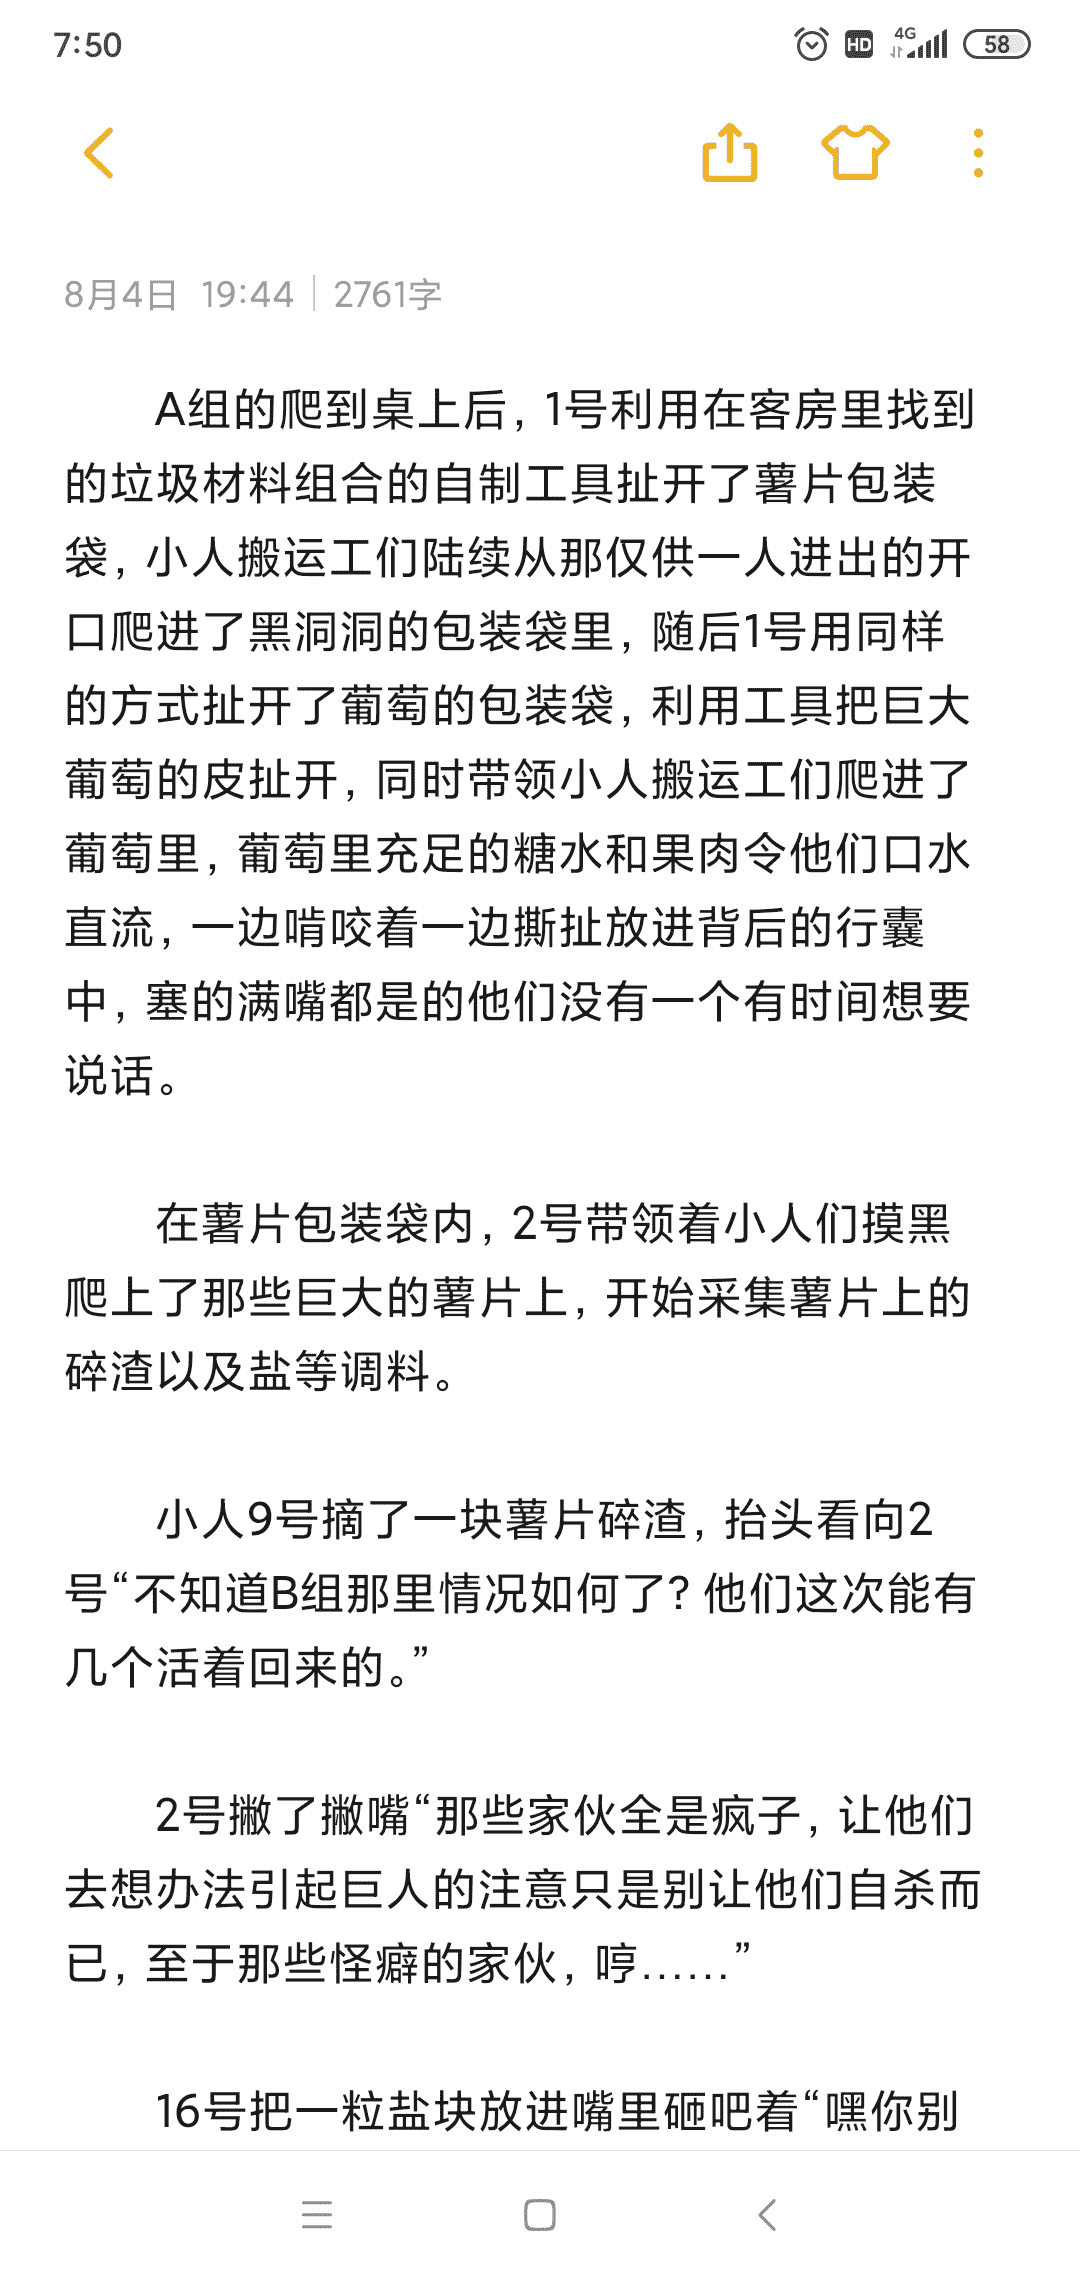 7:50
HD 4G 58
8月4日 19:44 | 2761字
A组的爬到桌上后，1号利用在客房里找到
的垃圾材料组合的自制工具扯开了薯片包装
袋，小人搬运工们陆续从那仅供一人进出的开
口爬进了黑洞洞的包装袋里，随后1号用同样
的方式扯开了葡萄的包装袋，利用工具把巨大
葡萄的皮扯开，同时带领小人搬运工们爬进了
葡萄里，葡萄里充足的糖水和果肉令他们口水
直流，一边啃咬着一边撕扯放进背后的行囊
中，塞的满嘴都是的他们没有一个有时间想要
说话。
在薯片包装袋内，2号带领着小人们摸黑
爬上了那些巨大的薯片上，开始采集薯片上的
碎渣以及盐等调料。
小人9号摘了一块薯片碎渣，抬头看向2
号“不知道B组那里情况如何了？他们这次能有
几个活着回来的。”
2号撇了撇嘴“那些家伙全是疯子，让他们
去想办法引起巨人的注意只是别让他们自杀而
已，至于那些怪癖的家伙，哼……”
16号把一粒盐块放进嘴里砸吧着“嘿你别